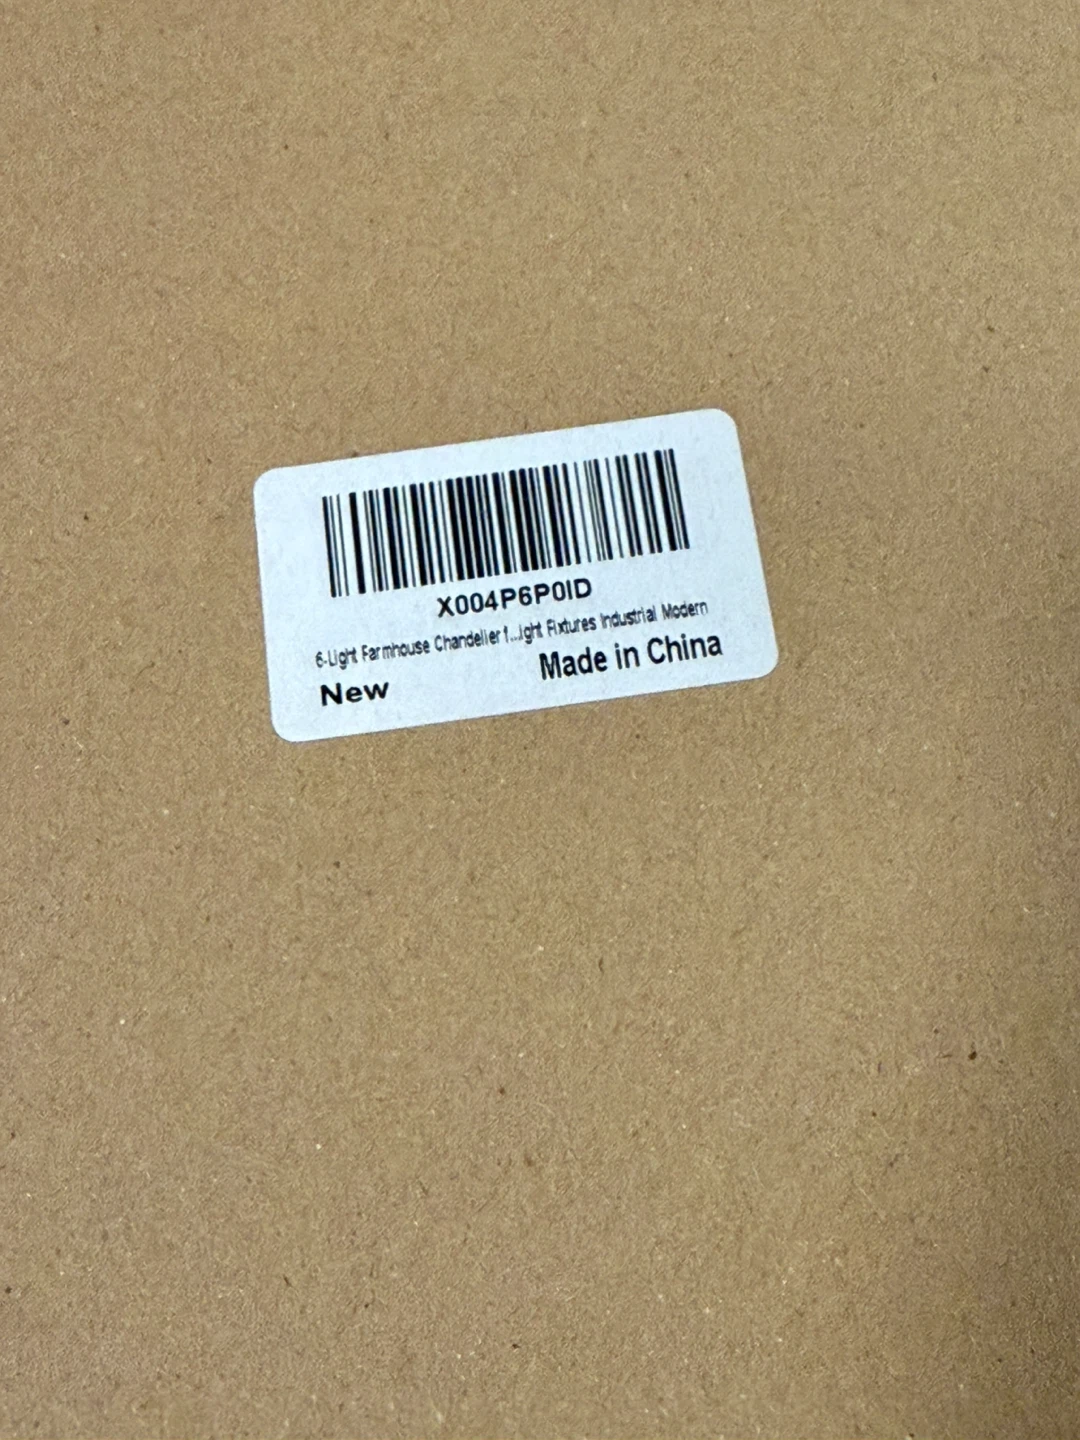 X004P6P0ID
6-Light Farmhouse Chandelier f...ight Fixtures Industrial Modern
New Made in China